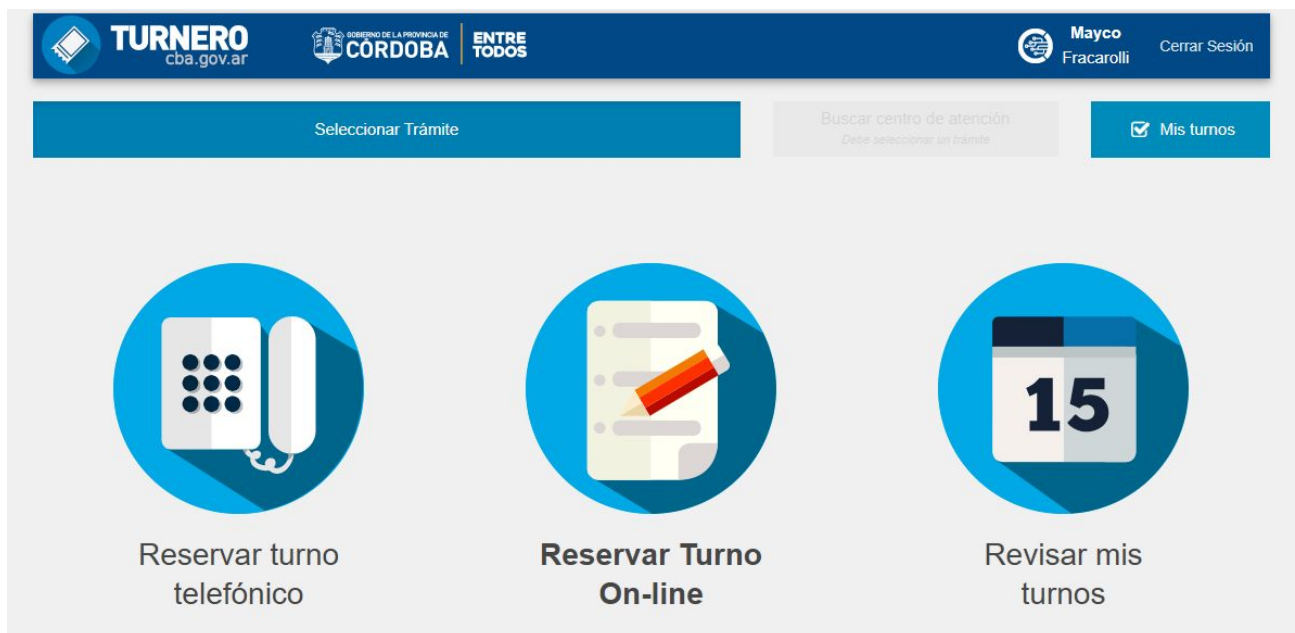 TURNERO
cba.gov.ar
GOBIERNO DE LA PROVINCIA DE
CÓRDOBA
ENTRE
TODOS
Mayco
Fracarolli
Cerrar Sesión
Seleccionar Trámite
Buscar centro de atención
Debe seleccionar un trámite
Mis turnos
15
Reservar turno
telefónico
Reservar Turno
On-line
Revisar mis
turnos